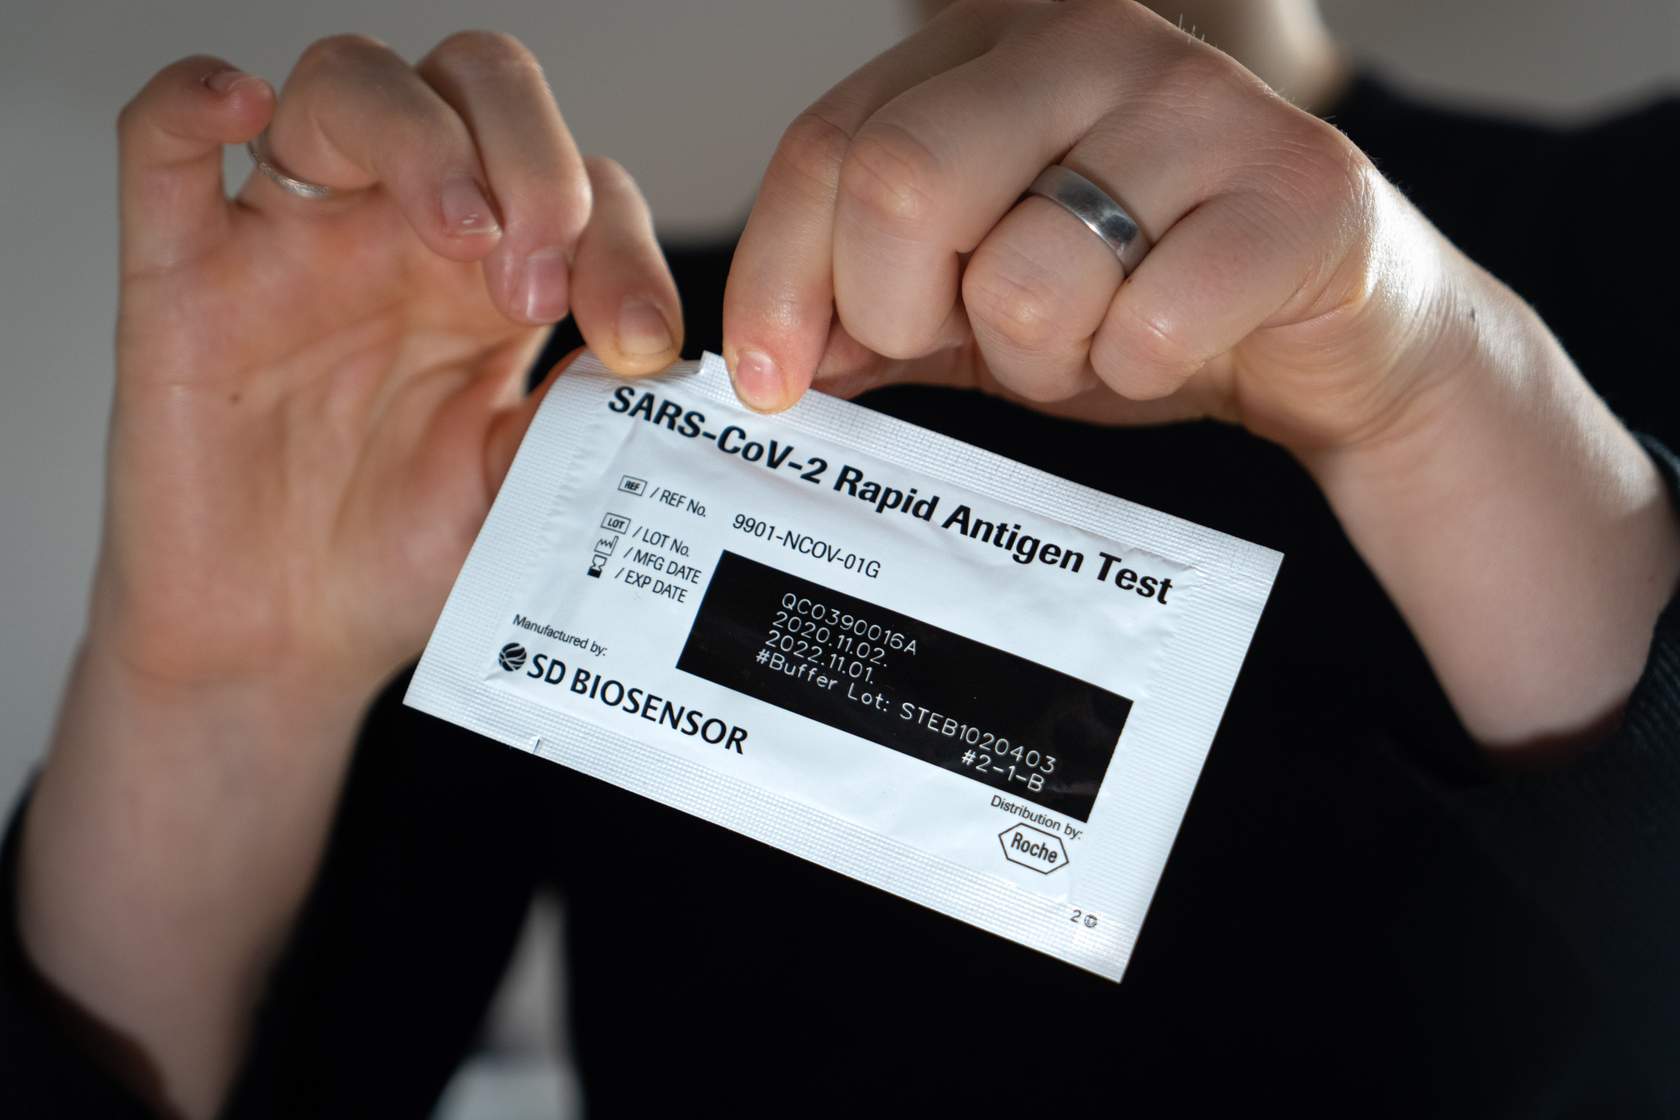 SARS-CoV-2 Rapid Antigen Test
REF / REF No. 9901-NCOV-01G
LOT / LOT No. QCO390016A
/ MFG DATE 2020.11.02.
/ EXP DATE 2022.11.01.
#Buffer Lot: STEB1020403
#2-1-B
Manufactured by:
SD BIOSENSOR
Distribution by:
Roche
2